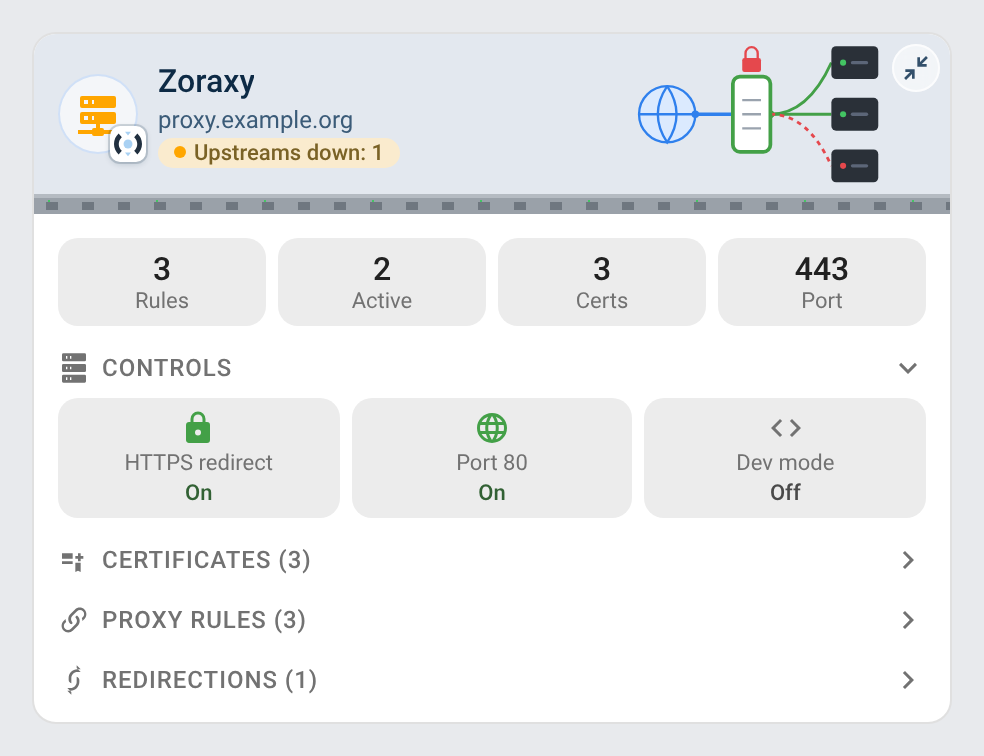 Zoraxy
proxy.example.org
Upstreams down: 1
3
Rules
2
Active
3
Certs
443
Port
CONTROLS
HTTPS redirect
On
Port 80
On
Dev mode
Off
CERTIFICATES (3)
PROXY RULES (3)
REDIRECTIONS (1)